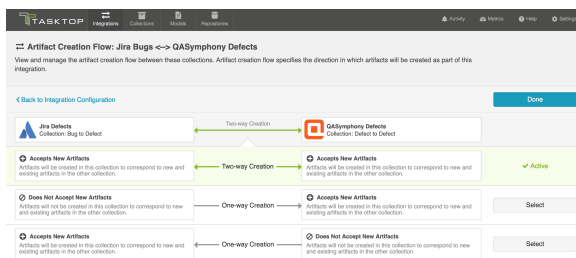 TASKTOP
Integrations
Collections
Models
Repositories
Activity
Metrics
Help
Settings
Artifact Creation Flow: Jira Bugs <--> QASymphony Defects
View and manage the artifact creation flow between these collections. Artifact creation flow specifies the direction in which artifacts will be created as part of this
integration.
Back to Integration Configuration
Done
Jira Defects
Collection: Bug to Defect
Two-way Creation
QASymphony Defects
Collection: Defect to Defect
Accepts New Artifacts
Artifacts will be created in this collection to correspond to new and
existing artifacts in the other collection.
Two-way Creation
Accepts New Artifacts
Artifacts will be created in this collection to correspond to new and
existing artifacts in the other collection.
Active
Does Not Accept New Artifacts
Artifacts will not be created in this collection to correspond to new
and existing artifacts in the other collection.
One-way Creation
Accepts New Artifacts
Artifacts will be created in this collection to correspond to new and
existing artifacts in the other collection.
Select
Accepts New Artifacts
Artifacts will be created in this collection to correspond to new and
existing artifacts in the other collection.
One-way Creation
Does Not Accept New Artifacts
Artifacts will not be created in this collection to correspond to new
and existing artifacts in the other collection.
Select